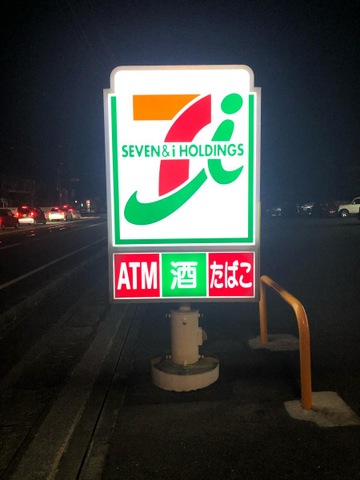 SEVEN & i HOLDINGS
ATM 酒 たばこ